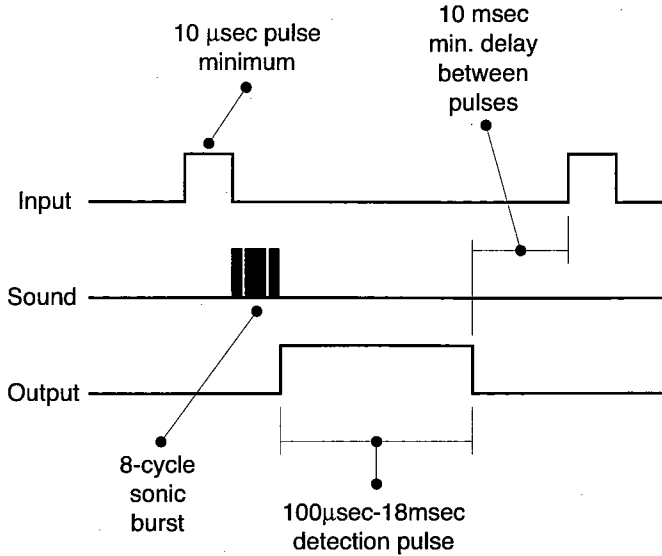 10 μsec pulse
minimum
10 msec
min. delay
between
pulses
Input
Sound
Output
8-cycle
sonic
burst
100μsec-18msec
detection pulse